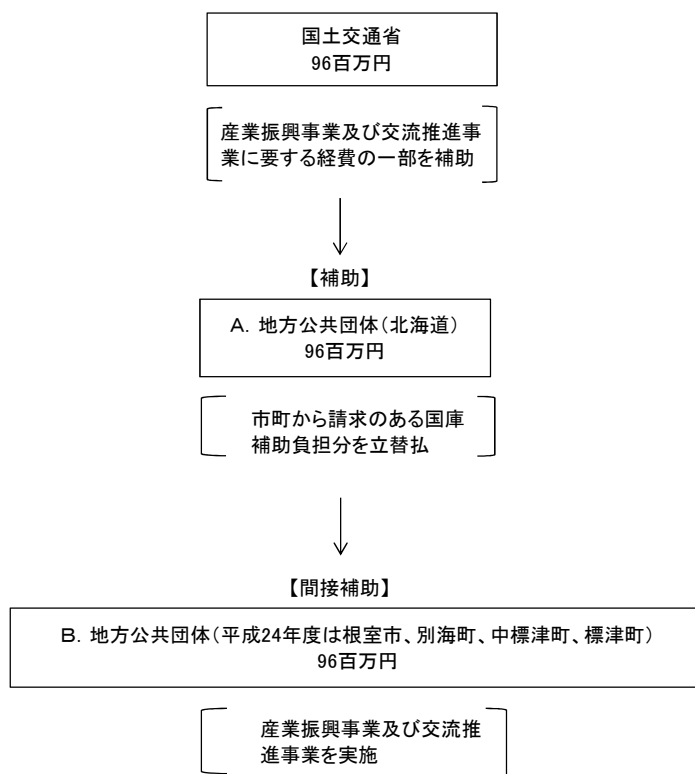 国土交通省
96百万円
産業振興事業及び交流推進事
業に要する経費の一部を補助
【補助】
A．地方公共団体（北海道）
96百万円
市町から請求のある国庫
補助負担分を立替払
【間接補助】
B．地方公共団体（平成24年度は根室市、別海町、中標津町、標津町）
96百万円
産業振興事業及び交流推
進事業を実施